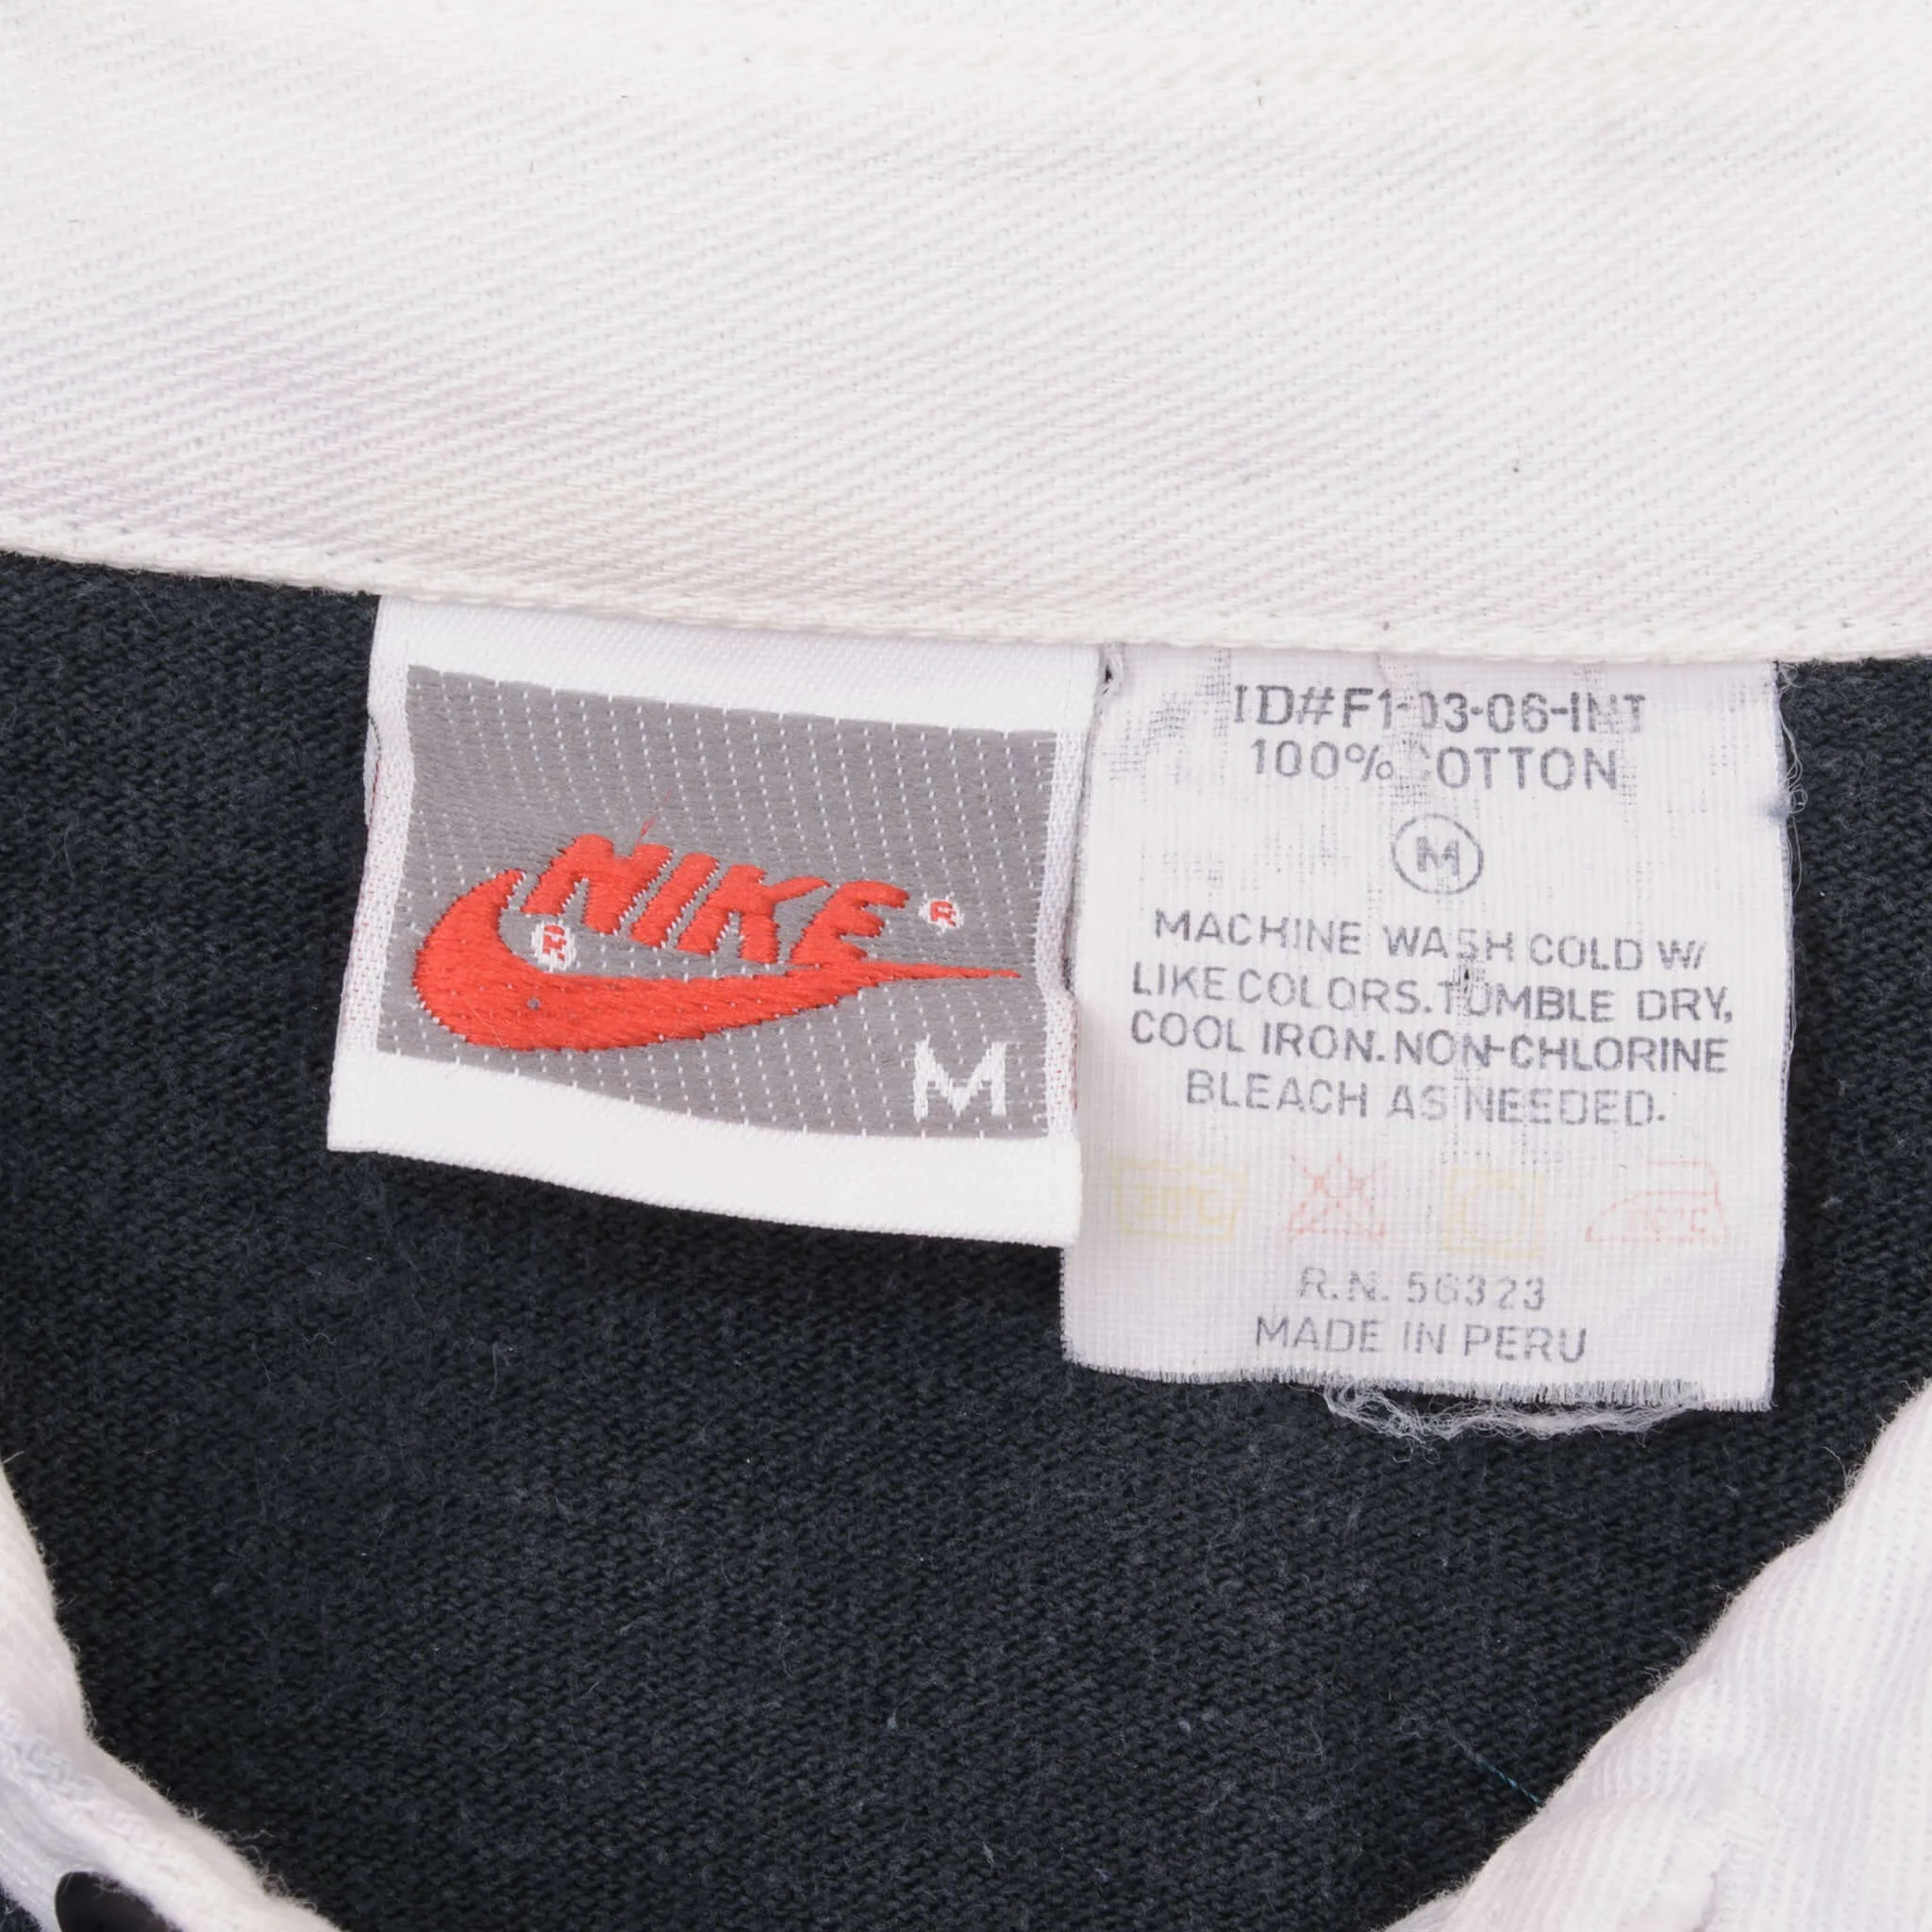 NIKE®
®
M
ID#F1-03-06-INT
100% COTTON
M
MACHINE WASH COLD W/
LIKE COLORS. TUMBLE DRY,
COOL IRON. NON-CHLORINE
BLEACH AS NEEDED.
30°C
R.N. 56323
MADE IN PERU